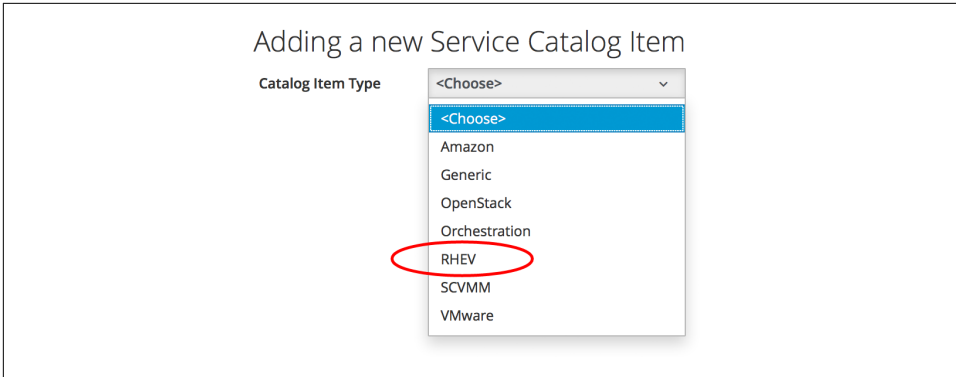 Adding a new Service Catalog Item
Catalog Item Type <Choose>
<Choose>
Amazon
Generic
OpenStack
Orchestration
RHEV
SCVMM
VMware